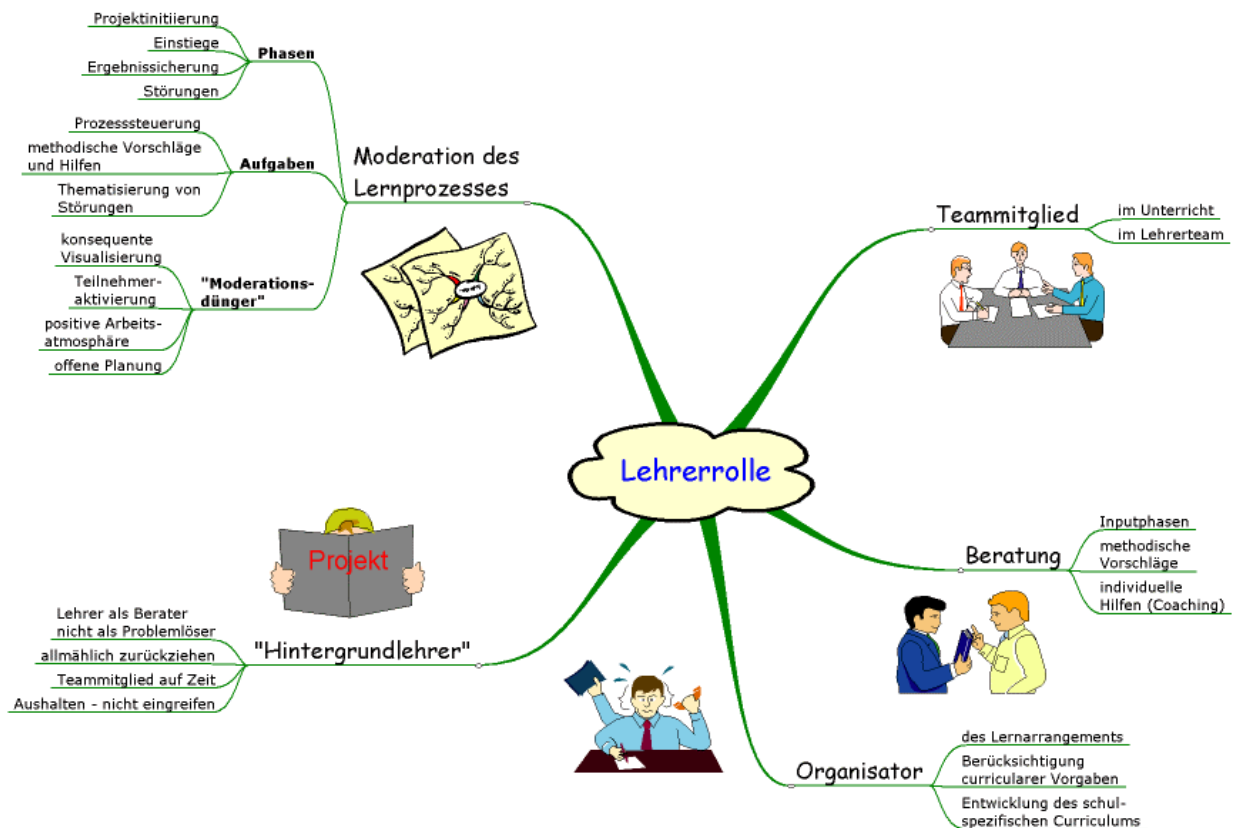 Lehrerrolle
Moderation des
Lernprozesses
Phasen
Projektinitiierung
Einstiege
Ergebnissicherung
Störungen
Aufgaben
Prozesssteuerung
methodische Vorschläge
und Hilfen
Thematisierung von
Störungen
"Moderations-
dünger"
konsequente
Visualisierung
Teilnehmer-
aktivierung
positive Arbeits-
atmosphäre
offene Planung
Teammitglied
im Unterricht
im Lehrerteam
Beratung
Inputphasen
methodische
Vorschläge
individuelle
Hilfen (Coaching)
Organisator
des Lernarrangements
Berücksichtigung
curricularer Vorgaben
Entwicklung des schul-
spezifischen Curriculums
Projekt
"Hintergrundlehrer"
Lehrer als Berater
nicht als Problemlöser
allmählich zurückziehen
Teammitglied auf Zeit
Aushalten - nicht eingreifen